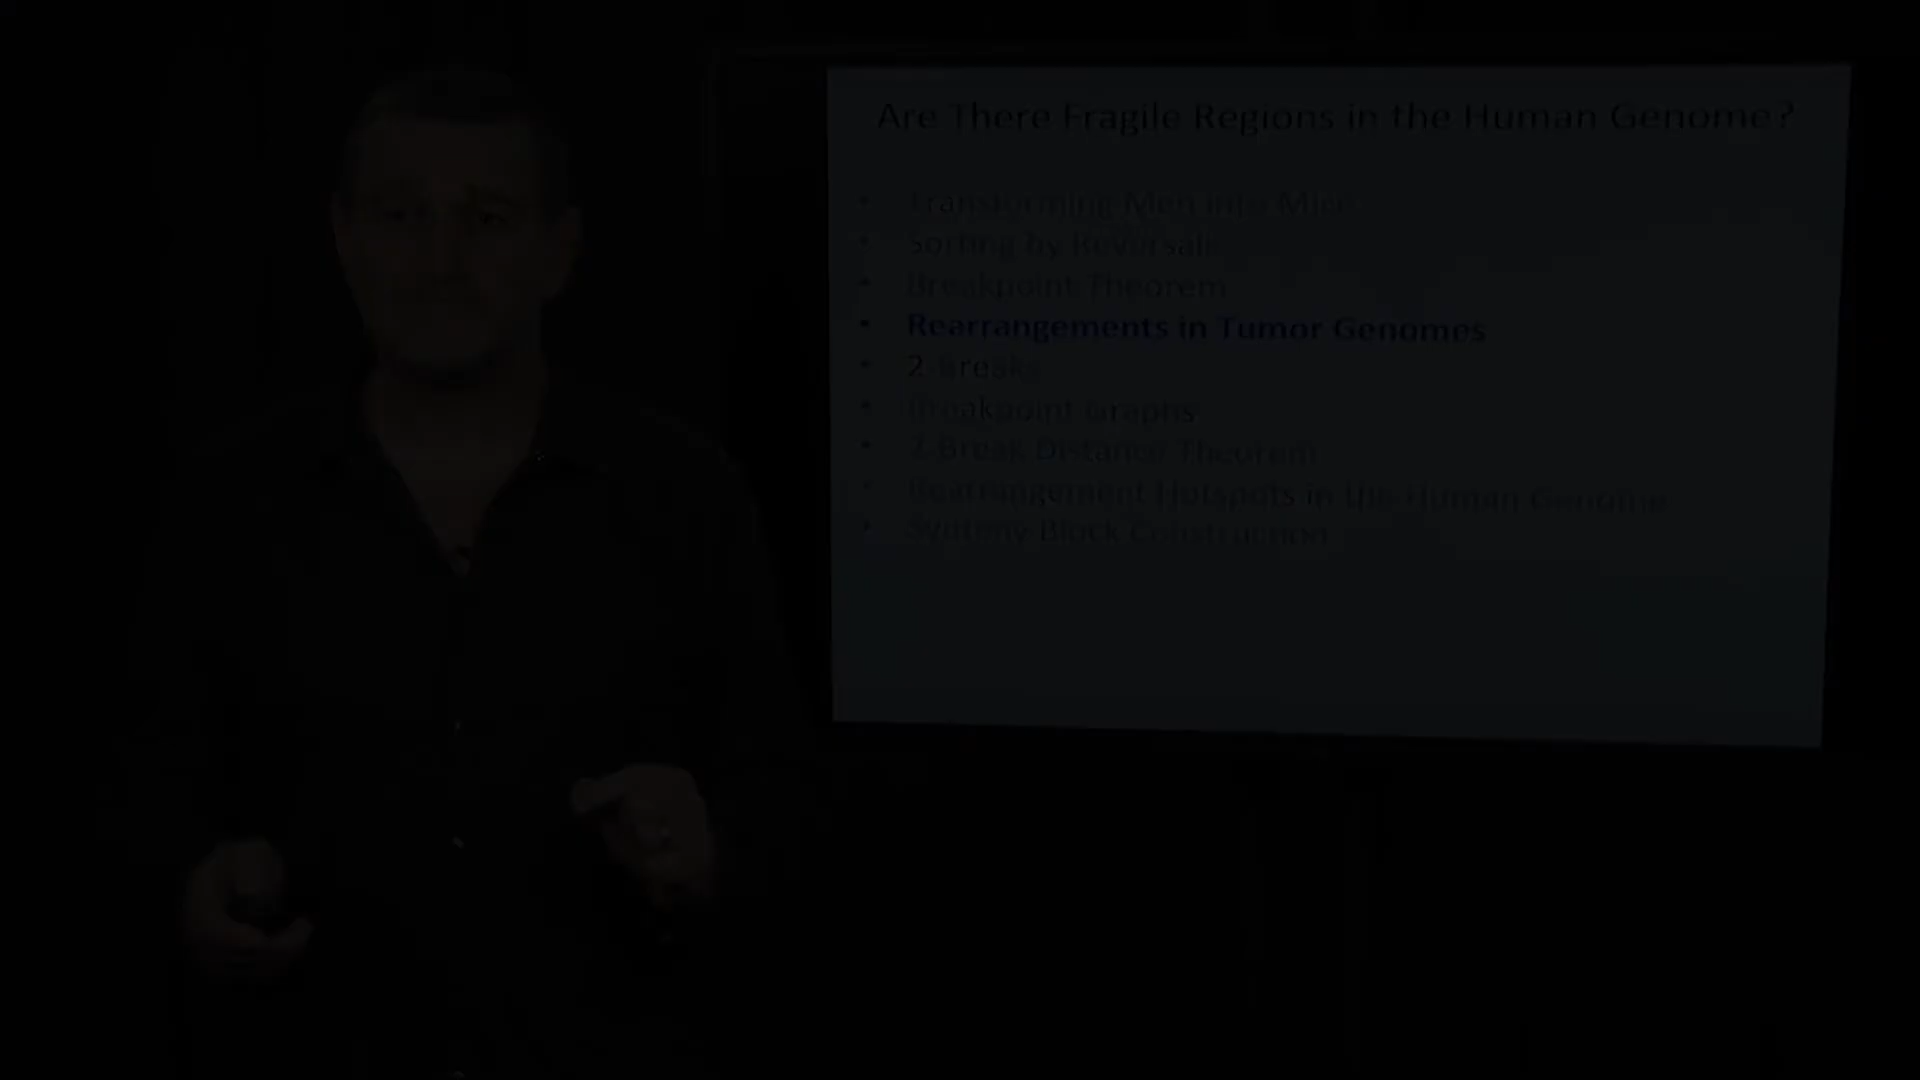 Are There Fragile Regions in the Human Genome?
• Transforming Men into Mice
• Sorting by Reversals
• Breakpoint Theorem
• Rearrangements in Tumor Genomes
• 2-Breaks
• Breakpoint Graphs
• 2-Break Distance Theorem
• Rearrangement Hotspots in the Human Genome
• Synteny Block Construction